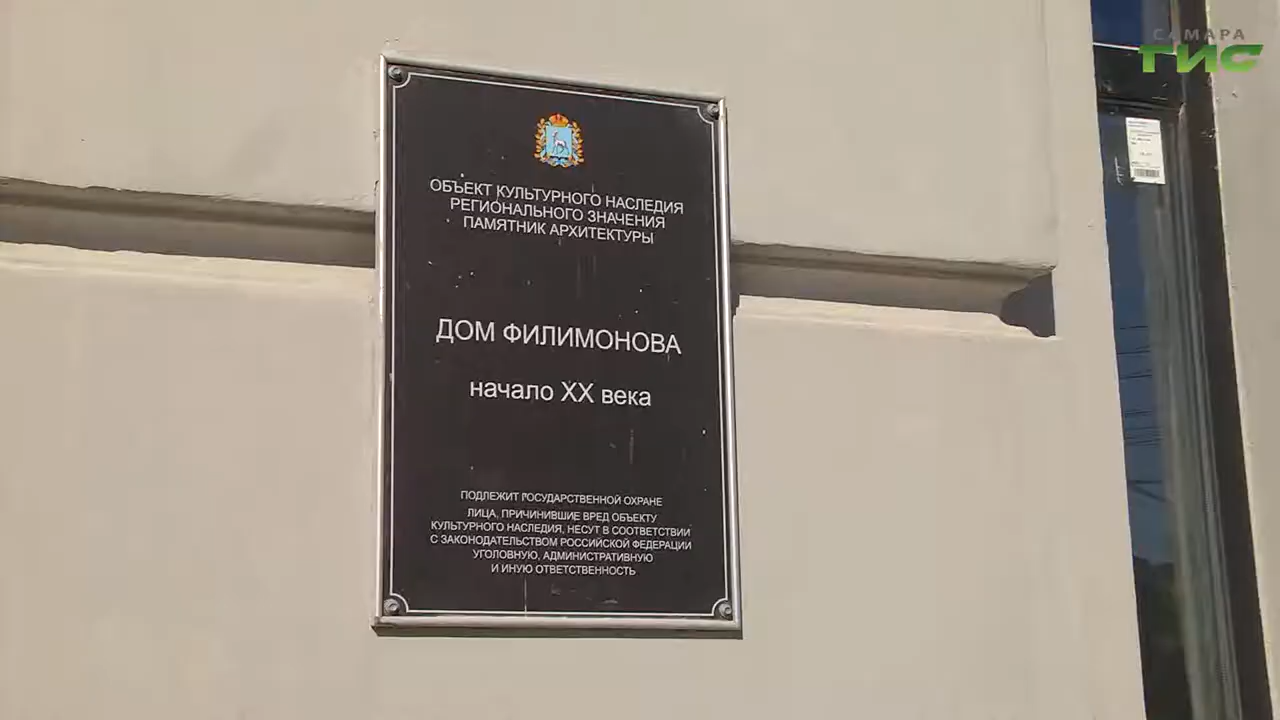 САМАРА
ГИС
ОБЪЕКТ КУЛЬТУРНОГО НАСЛЕДИЯ
РЕГИОНАЛЬНОГО ЗНАЧЕНИЯ
ПАМЯТНИК АРХИТЕКТУРЫ
ДОМ ФИЛИМОНОВА
начало XX века
ПОДЛЕЖИТ ГОСУДАРСТВЕННОЙ ОХРАНЕ
ЛИЦА, ПРИЧИНИВШИЕ ВРЕД ОБЪЕКТУ
КУЛЬТУРНОГО НАСЛЕДИЯ, НЕСУТ В СООТВЕТСТВИИ
С ЗАКОНОДАТЕЛЬСТВОМ РОССИЙСКОЙ ФЕДЕРАЦИИ
УГОЛОВНУЮ, АДМИНИСТРАТИВНУЮ
И ИНУЮ ОТВЕТСТВЕННОСТЬ